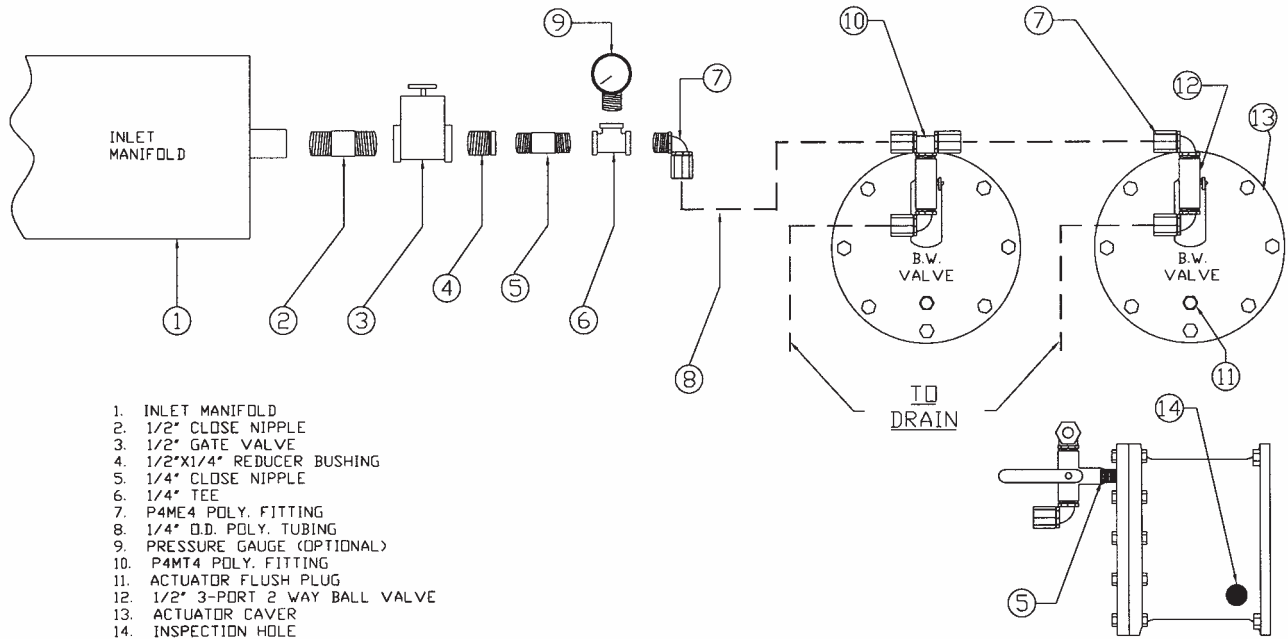 9
7
10
7
12
13
INLET
MANIFOLD
B.W.
VALVE
B.W.
VALVE
1
2
3
4
5
6
8
11
TO
DRAIN
14
5
1. INLET MANIFOLD
2. 1/2" CLOSE NIPPLE
3. 1/2" GATE VALVE
4. 1/2"X1/4" REDUCER BUSHING
5. 1/4" CLOSE NIPPLE
6. 1/4" TEE
7. P4ME4 POLY. FITTING
8. 1/4" O.D. POLY. TUBING
9. PRESSURE GAUGE (OPTIONAL)
10. P4MT4 POLY. FITTING
11. ACTUATOR FLUSH PLUG
12. 1/2" 3-PORT 2 WAY BALL VALVE
13. ACTUATOR CAVER
14. INSPECTION HOLE